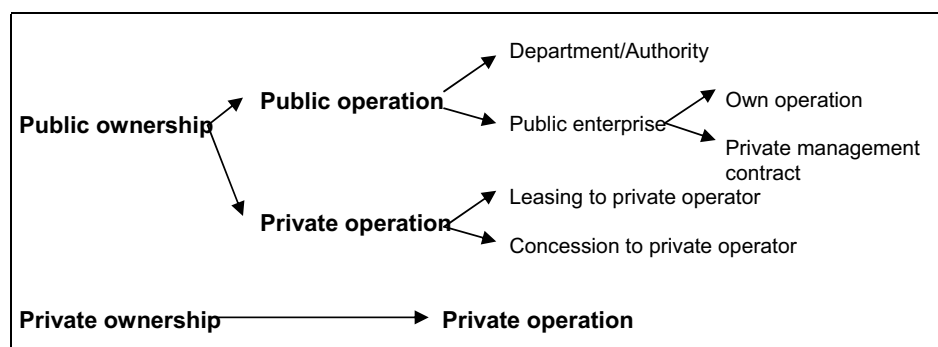 Department/Authority
Public operation
Own operation
Public ownership
Public enterprise
Private management
contract
Leasing to private operator
Private operation
Concession to private operator
Private ownership
Private operation